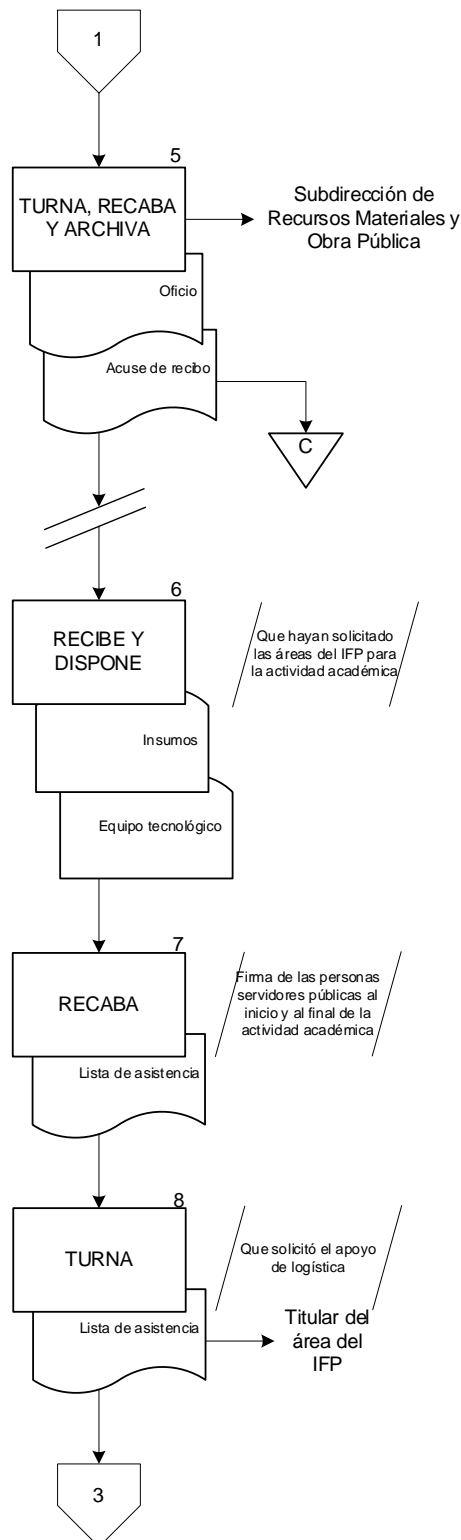 1
5
TURNA, RECABA
Y ARCHIVA
Subdirección de
Recursos Materiales y
Obra Pública
Oficio
Acuse de recibo
C
6
RECIBE Y
DISPONE
Que hayan solicitado
las áreas del IFP para
la actividad académica
Insumos
Equipo tecnológico
7
RECABA
Firma de las personas
servidores públicas al
inicio y al final de la
actividad académica
Lista de asistencia
8
TURNA
Que solicitó el apoyo
de logística
Lista de asistencia
Titular del
área del
IFP
3